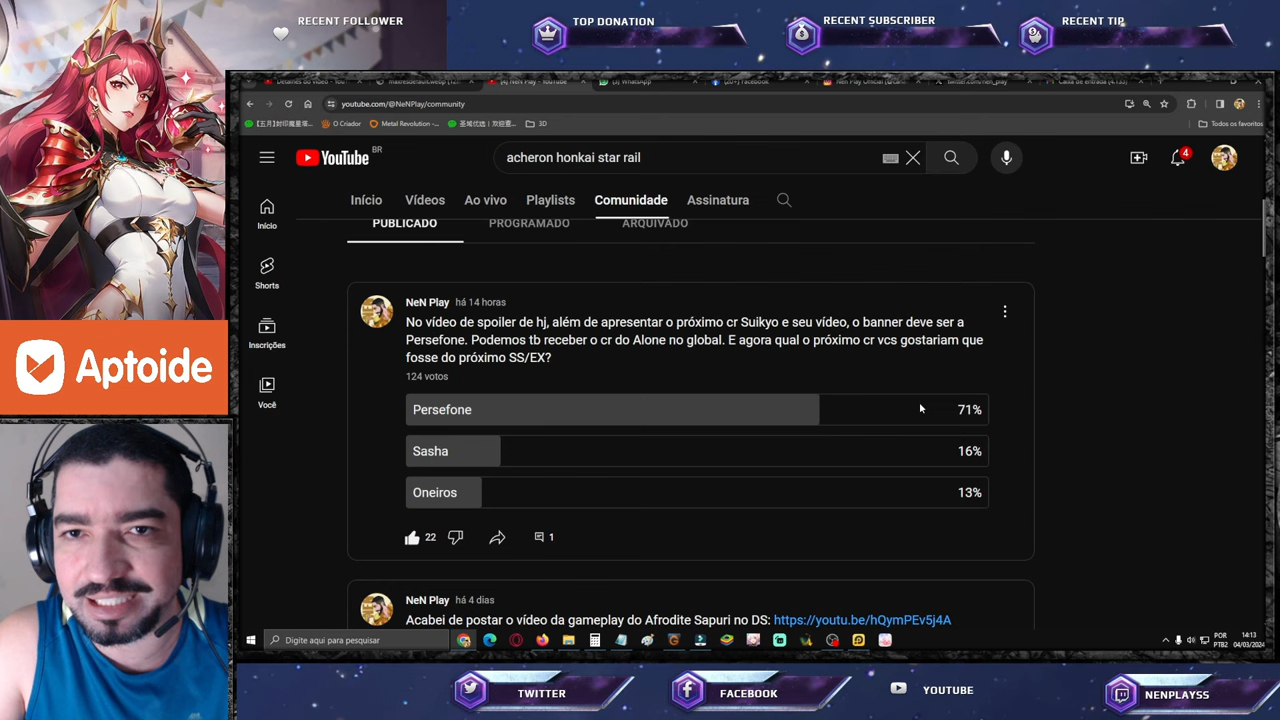 RECENT FOLLOWER
TOP DONATION
RECENT SUBSCRIBER
RECENT TIP
WhatsApp
Facebook
youtube.com/@NeNPlay/community
O Criador
Metal Revolution -...
3D
Todos os favoritos
YouTube BR
acheron honkai star rail
4
Início
Vídeos
Ao vivo
Playlists
Comunidade
Assinatura
PUBLICADO
PROGRAMADO
ARQUIVADO
Início
Shorts
Inscrições
Você
NeN Play há 14 horas
No vídeo de spoiler de hj, além de apresentar o próximo cr Suikyo e seu vídeo, o banner deve ser a
Persefone. Podemos tb receber o cr do Alone no global. E agora qual o próximo cr vcs gostariam que
fosse do próximo SS/EX?
124 votos
Persefone 71%
Sasha 16%
Oneiros 13%
22
1
NeN Play há 4 dias
Acabei de postar o vídeo da gameplay do Afrodite Sapuri no DS: https://youtu.be/hQymPEv5j4A
Aptoide
Digite aqui para pesquisar
POR
PTB2
14:13
04/03/2024
TWITTER
FACEBOOK
YOUTUBE
NENPLAYSS